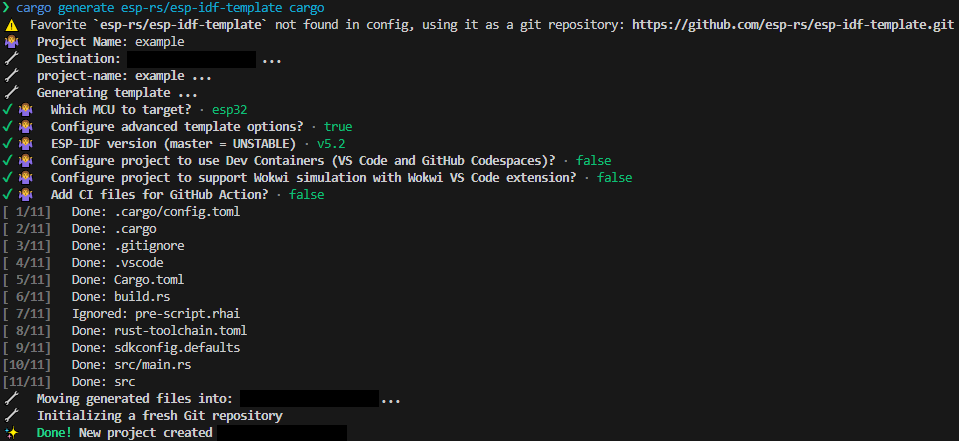 ❯ cargo generate esp-rs/esp-idf-template cargo
⚠️ Favorite `esp-rs/esp-idf-template` not found in config, using it as a git repository: https://github.com/esp-rs/esp-idf-template.git
🤷 Project Name: example
🔧 Destination: ...
🔧 project-name: example ...
🔧 Generating template ...
✔ 🤷 Which MCU to target? · esp32
✔ 🤷 Configure advanced template options? · true
✔ 🤷 ESP-IDF version (master = UNSTABLE) · v5.2
✔ 🤷 Configure project to use Dev Containers (VS Code and GitHub Codespaces)? · false
✔ 🤷 Configure project to support Wokwi simulation with Wokwi VS Code extension? · false
✔ 🤷 Add CI files for GitHub Action? · false
[ 1/11] Done: .cargo/config.toml
[ 2/11] Done: .cargo
[ 3/11] Done: .gitignore
[ 4/11] Done: .vscode
[ 5/11] Done: Cargo.toml
[ 6/11] Done: build.rs
[ 7/11] Ignored: pre-script.rhai
[ 8/11] Done: rust-toolchain.toml
[ 9/11] Done: sdkconfig.defaults
[10/11] Done: src/main.rs
[11/11] Done: src
🔧 Moving generated files into: ...
🔧 Initializing a fresh Git repository
✨ Done! New project created